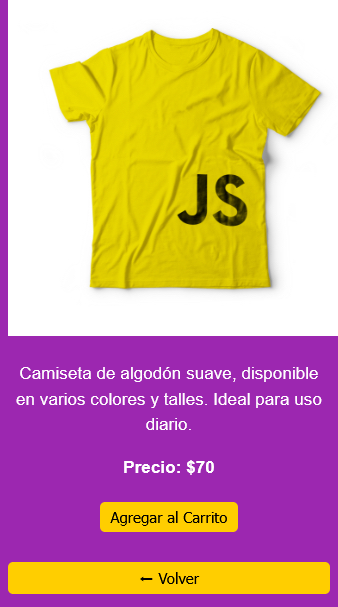 JS
Camiseta de algodón suave, disponible
en varios colores y talles. Ideal para uso
diario.
Precio: $70
Agregar al Carrito
← Volver